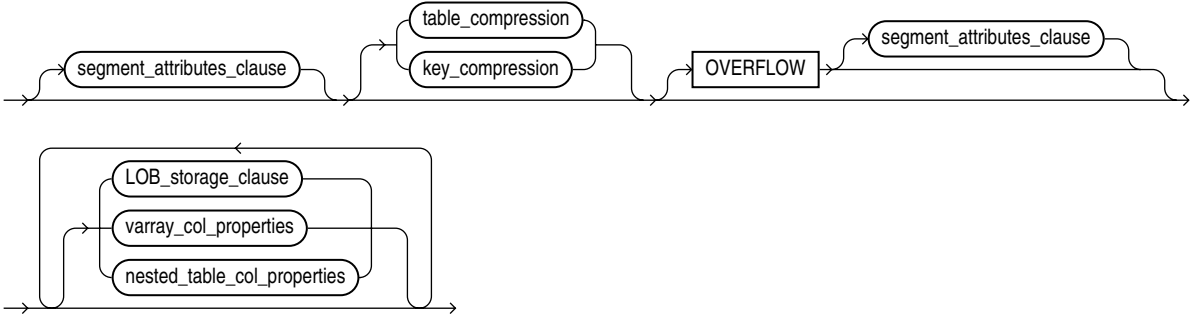 table_compression
segment_attributes_clause
segment_attributes_clause
key_compression
OVERFLOW
LOB_storage_clause
varray_col_properties
nested_table_col_properties